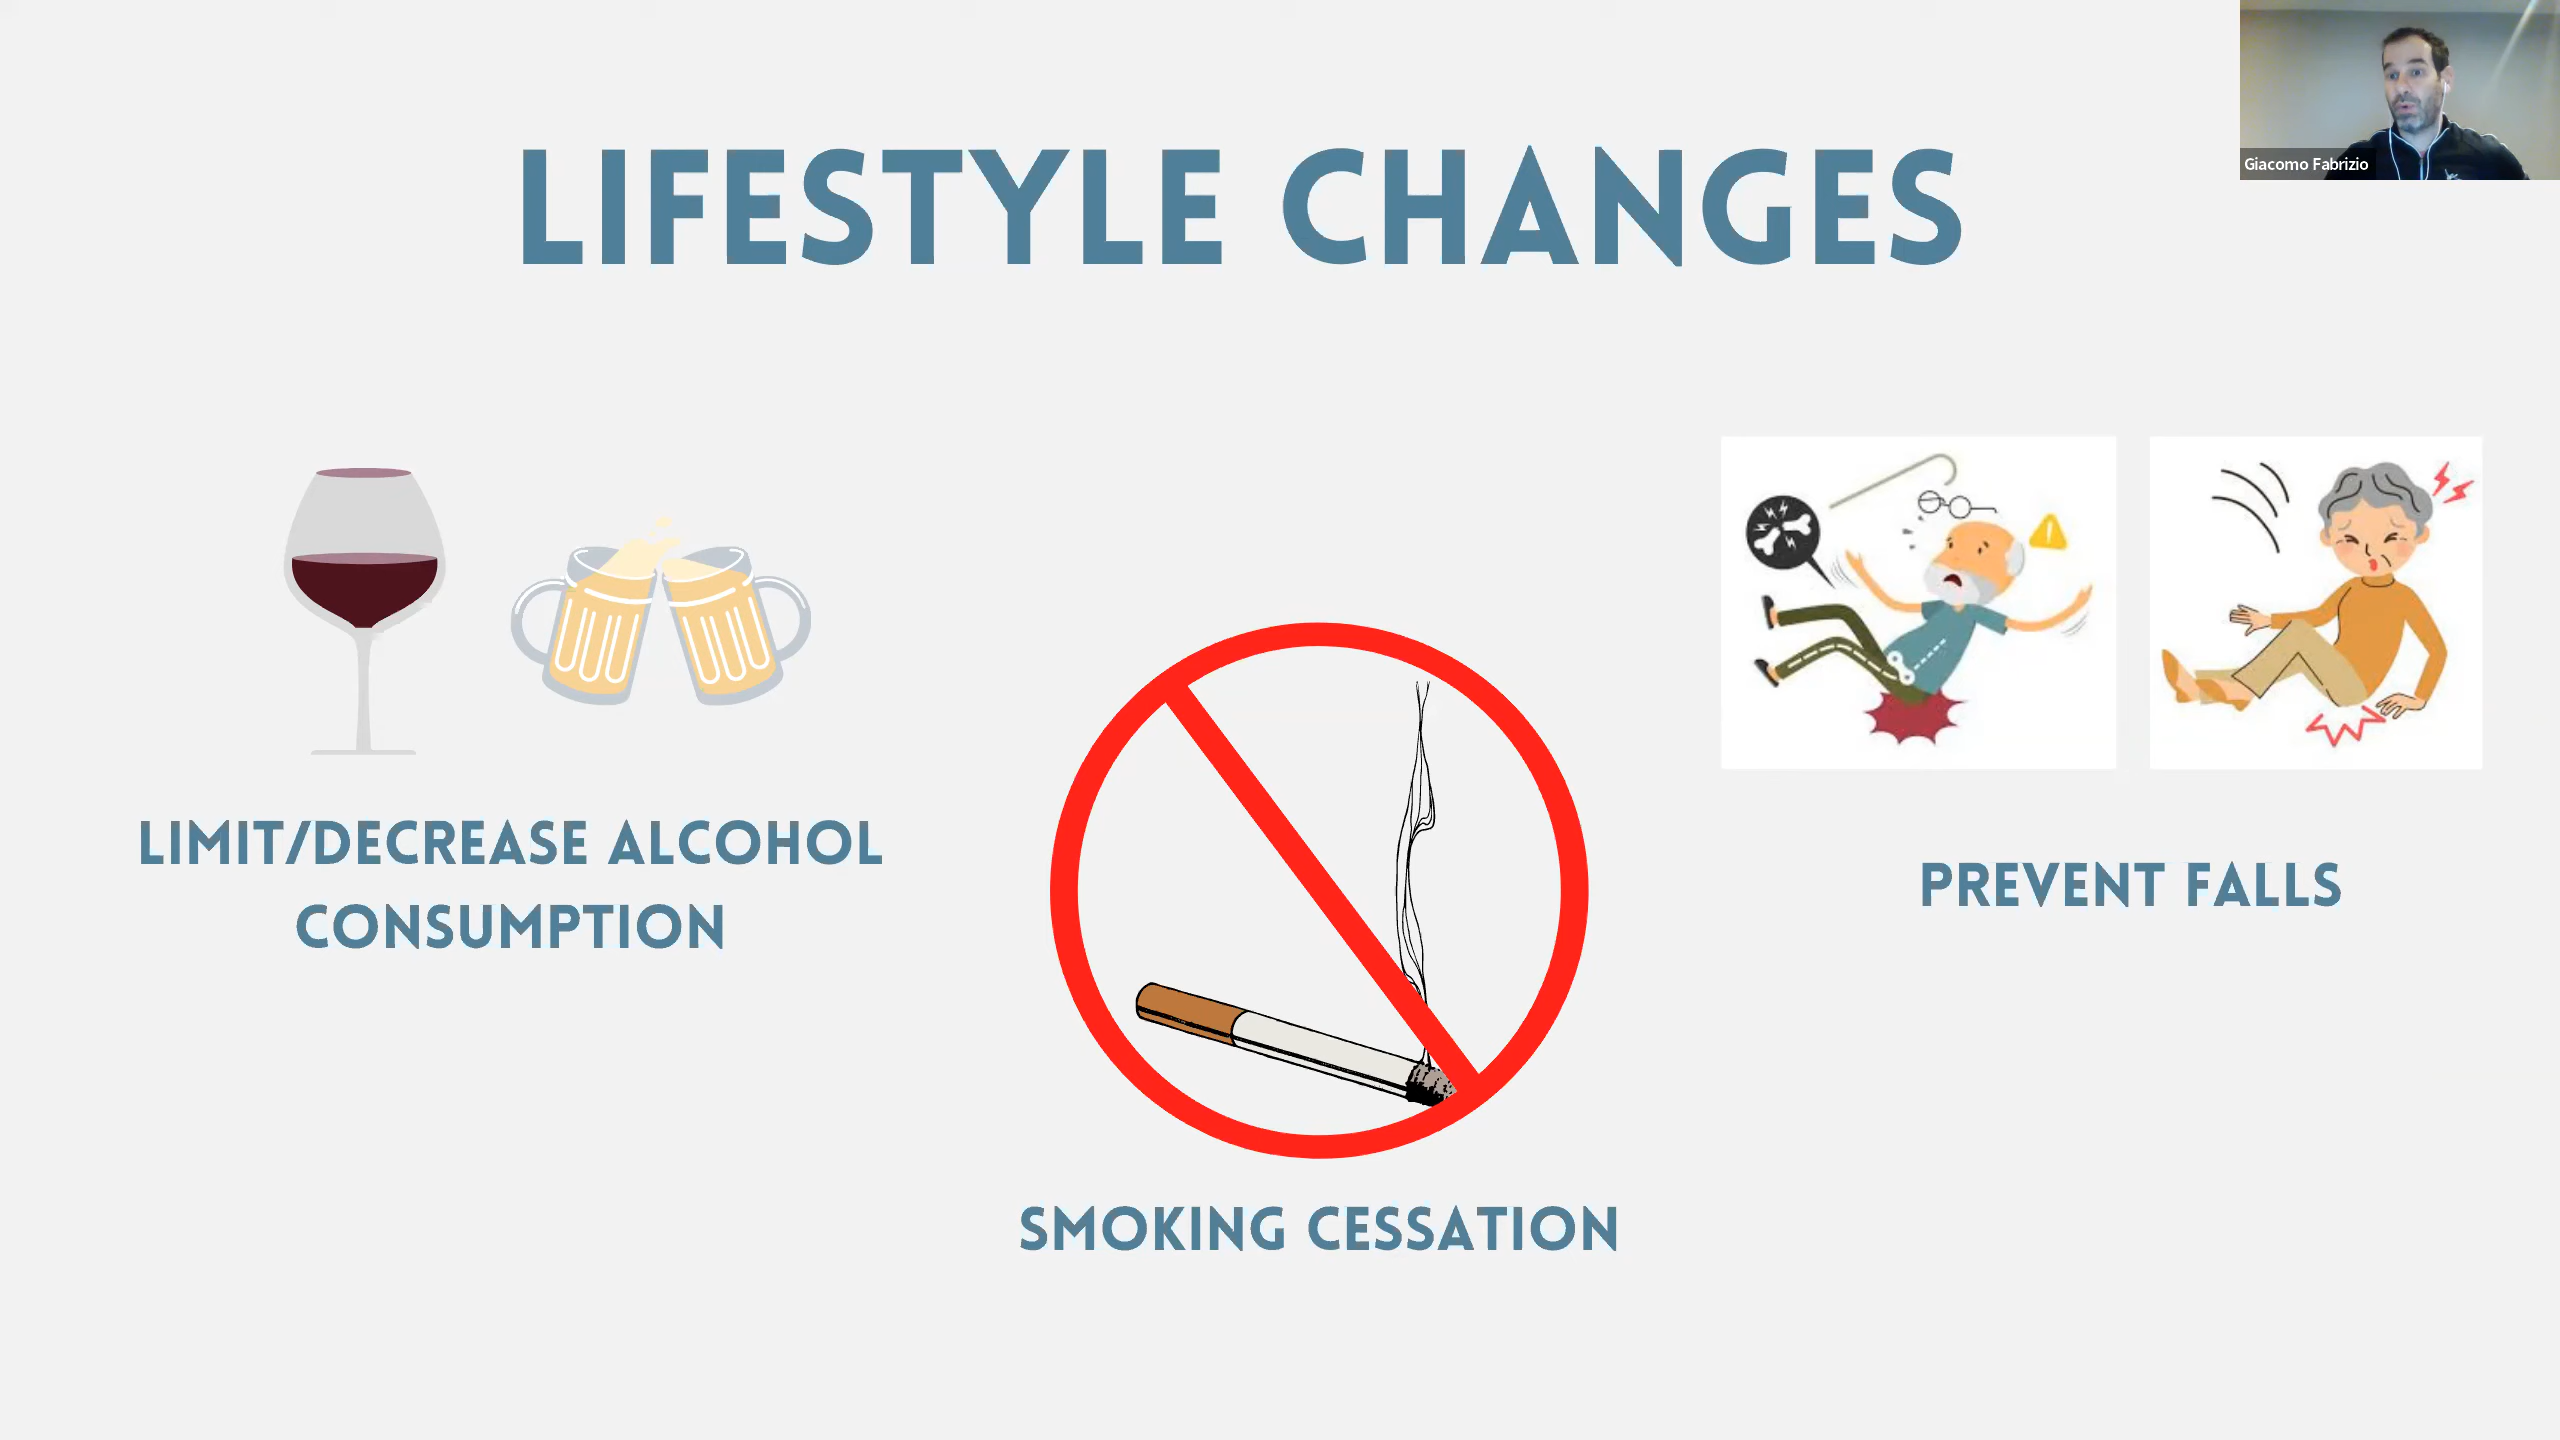 Giacomo Fabrizio
LIFESTYLE CHANGES
LIMIT/DECREASE ALCOHOL
CONSUMPTION
SMOKING CESSATION
PREVENT FALLS